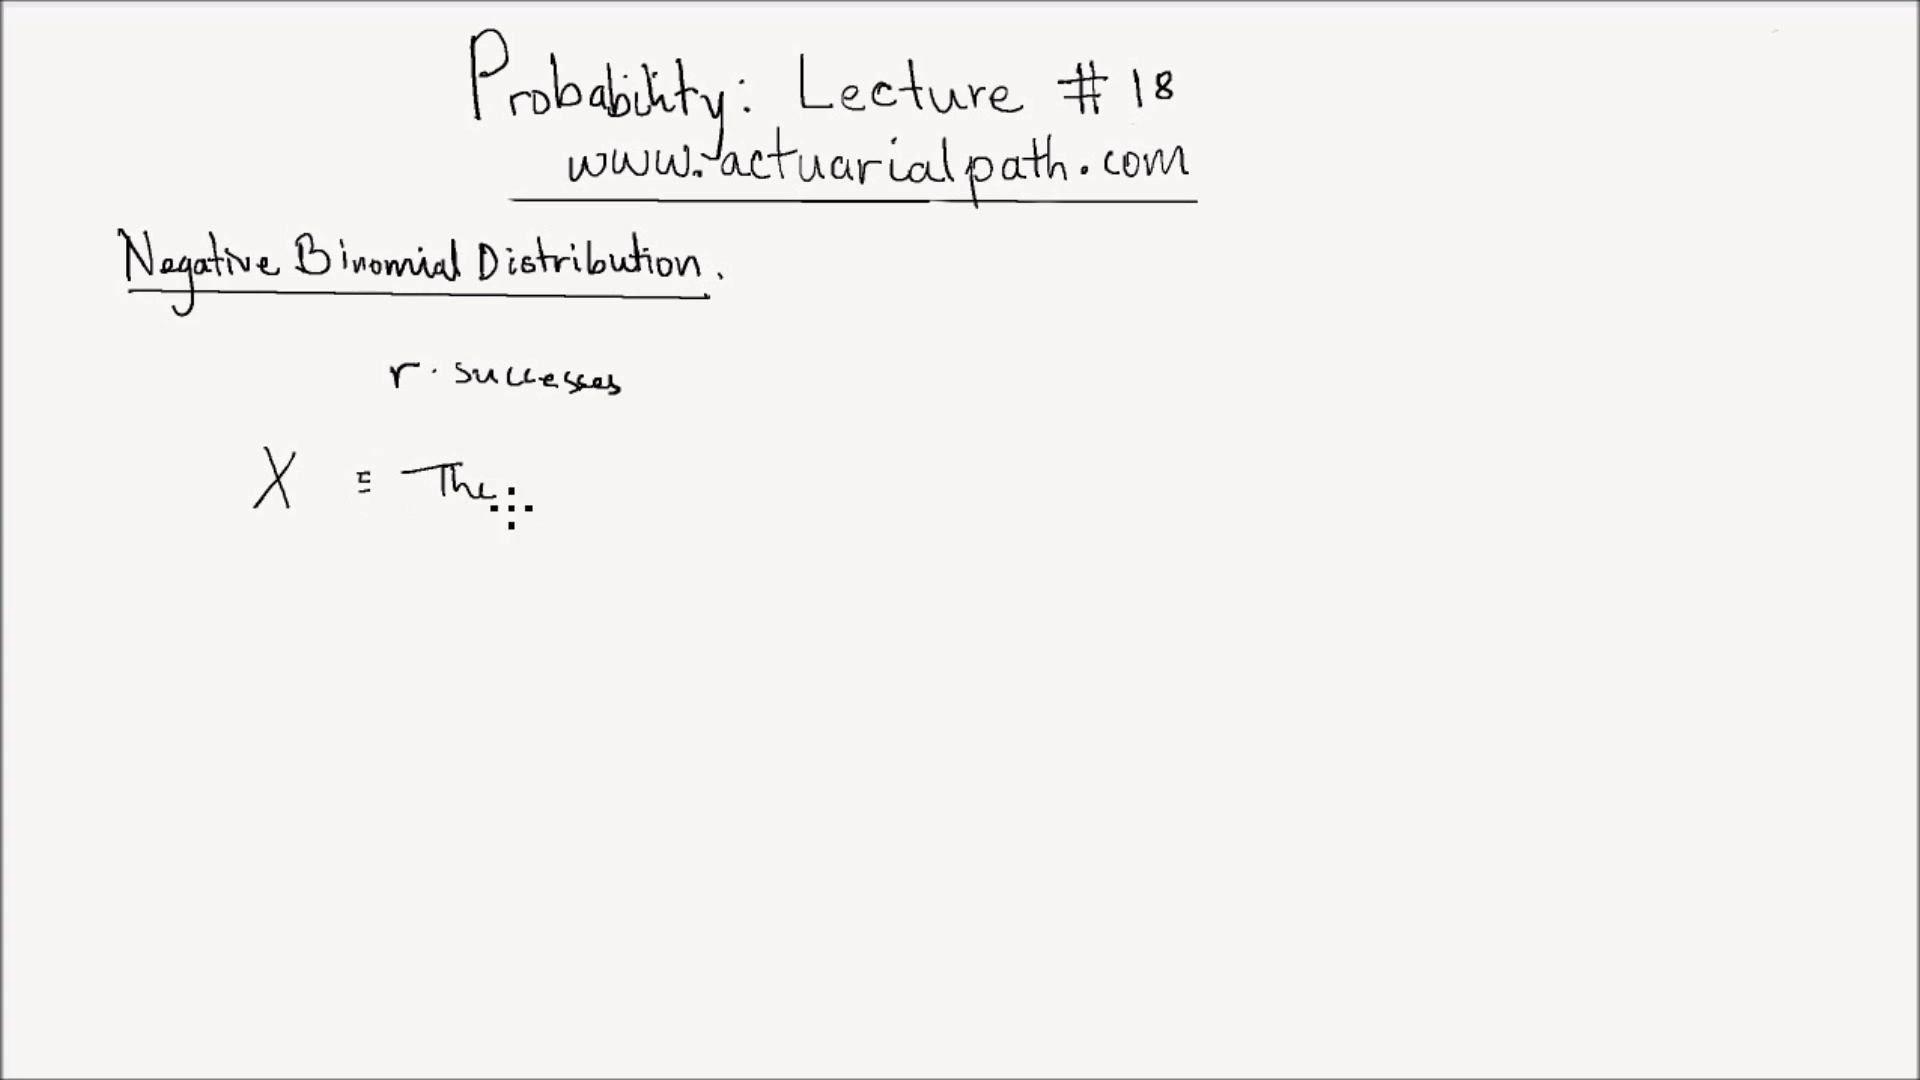 Probability: Lecture # 18
www.actuarialpath.com
Negative Binomial Distribution.
r. successes
X ≡ The